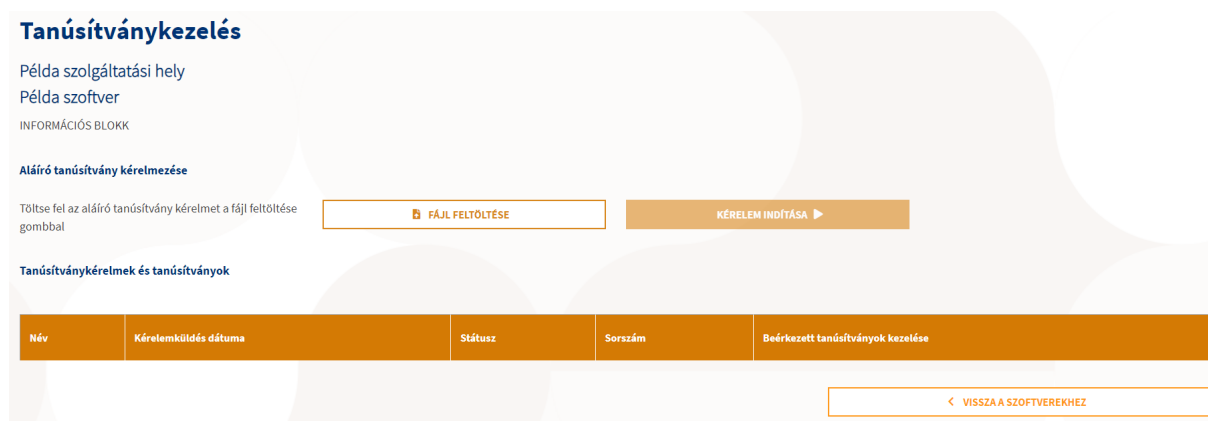 Tanúsítványkezelés
Példa szolgáltatási hely
Példa szoftver
INFORMÁCIÓS BLOKK
Aláíró tanúsítvány kérelmezése
Töltse fel az aláíró tanúsítvány kérelmet a fájl feltöltése
gombbal
FÁJL FELTÖLTÉSE
KÉRELEM INDÍTÁSA
Tanúsítványkérelmek és tanúsítványok
Név Kérelemküldés dátuma Státusz Sorszám Beérkezett tanúsítványok kezelése
VISSZA A SZOFTVEREKHEZ